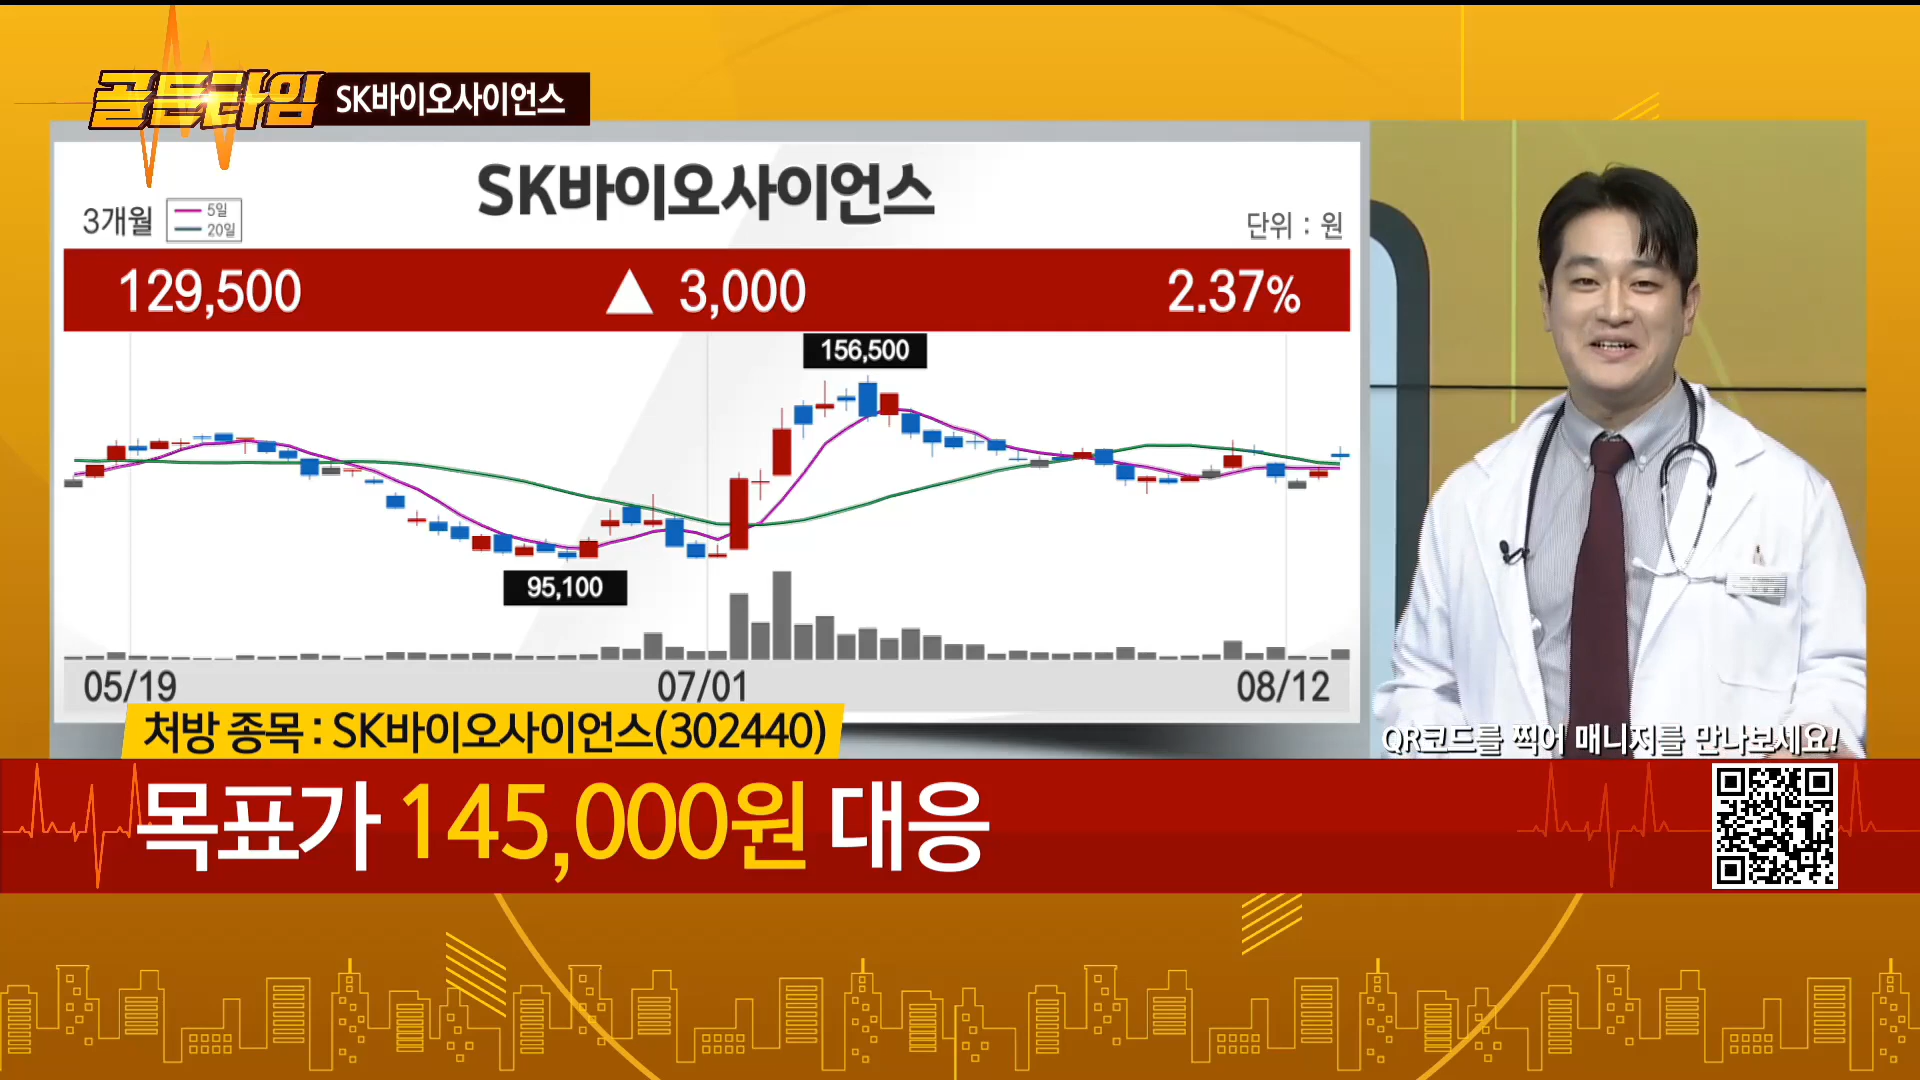 골든타임 SK바이오사이언스
SK바이오사이언스
3개월
5일
20일
단위 : 원
129,500 ▲ 3,000 2.37%
156,500
95,100
05/19 07/01 08/12
처방 종목 : SK바이오사이언스(302440)
QR코드를 찍어 매니저를 만나보세요!
목표가 145,000원 대응